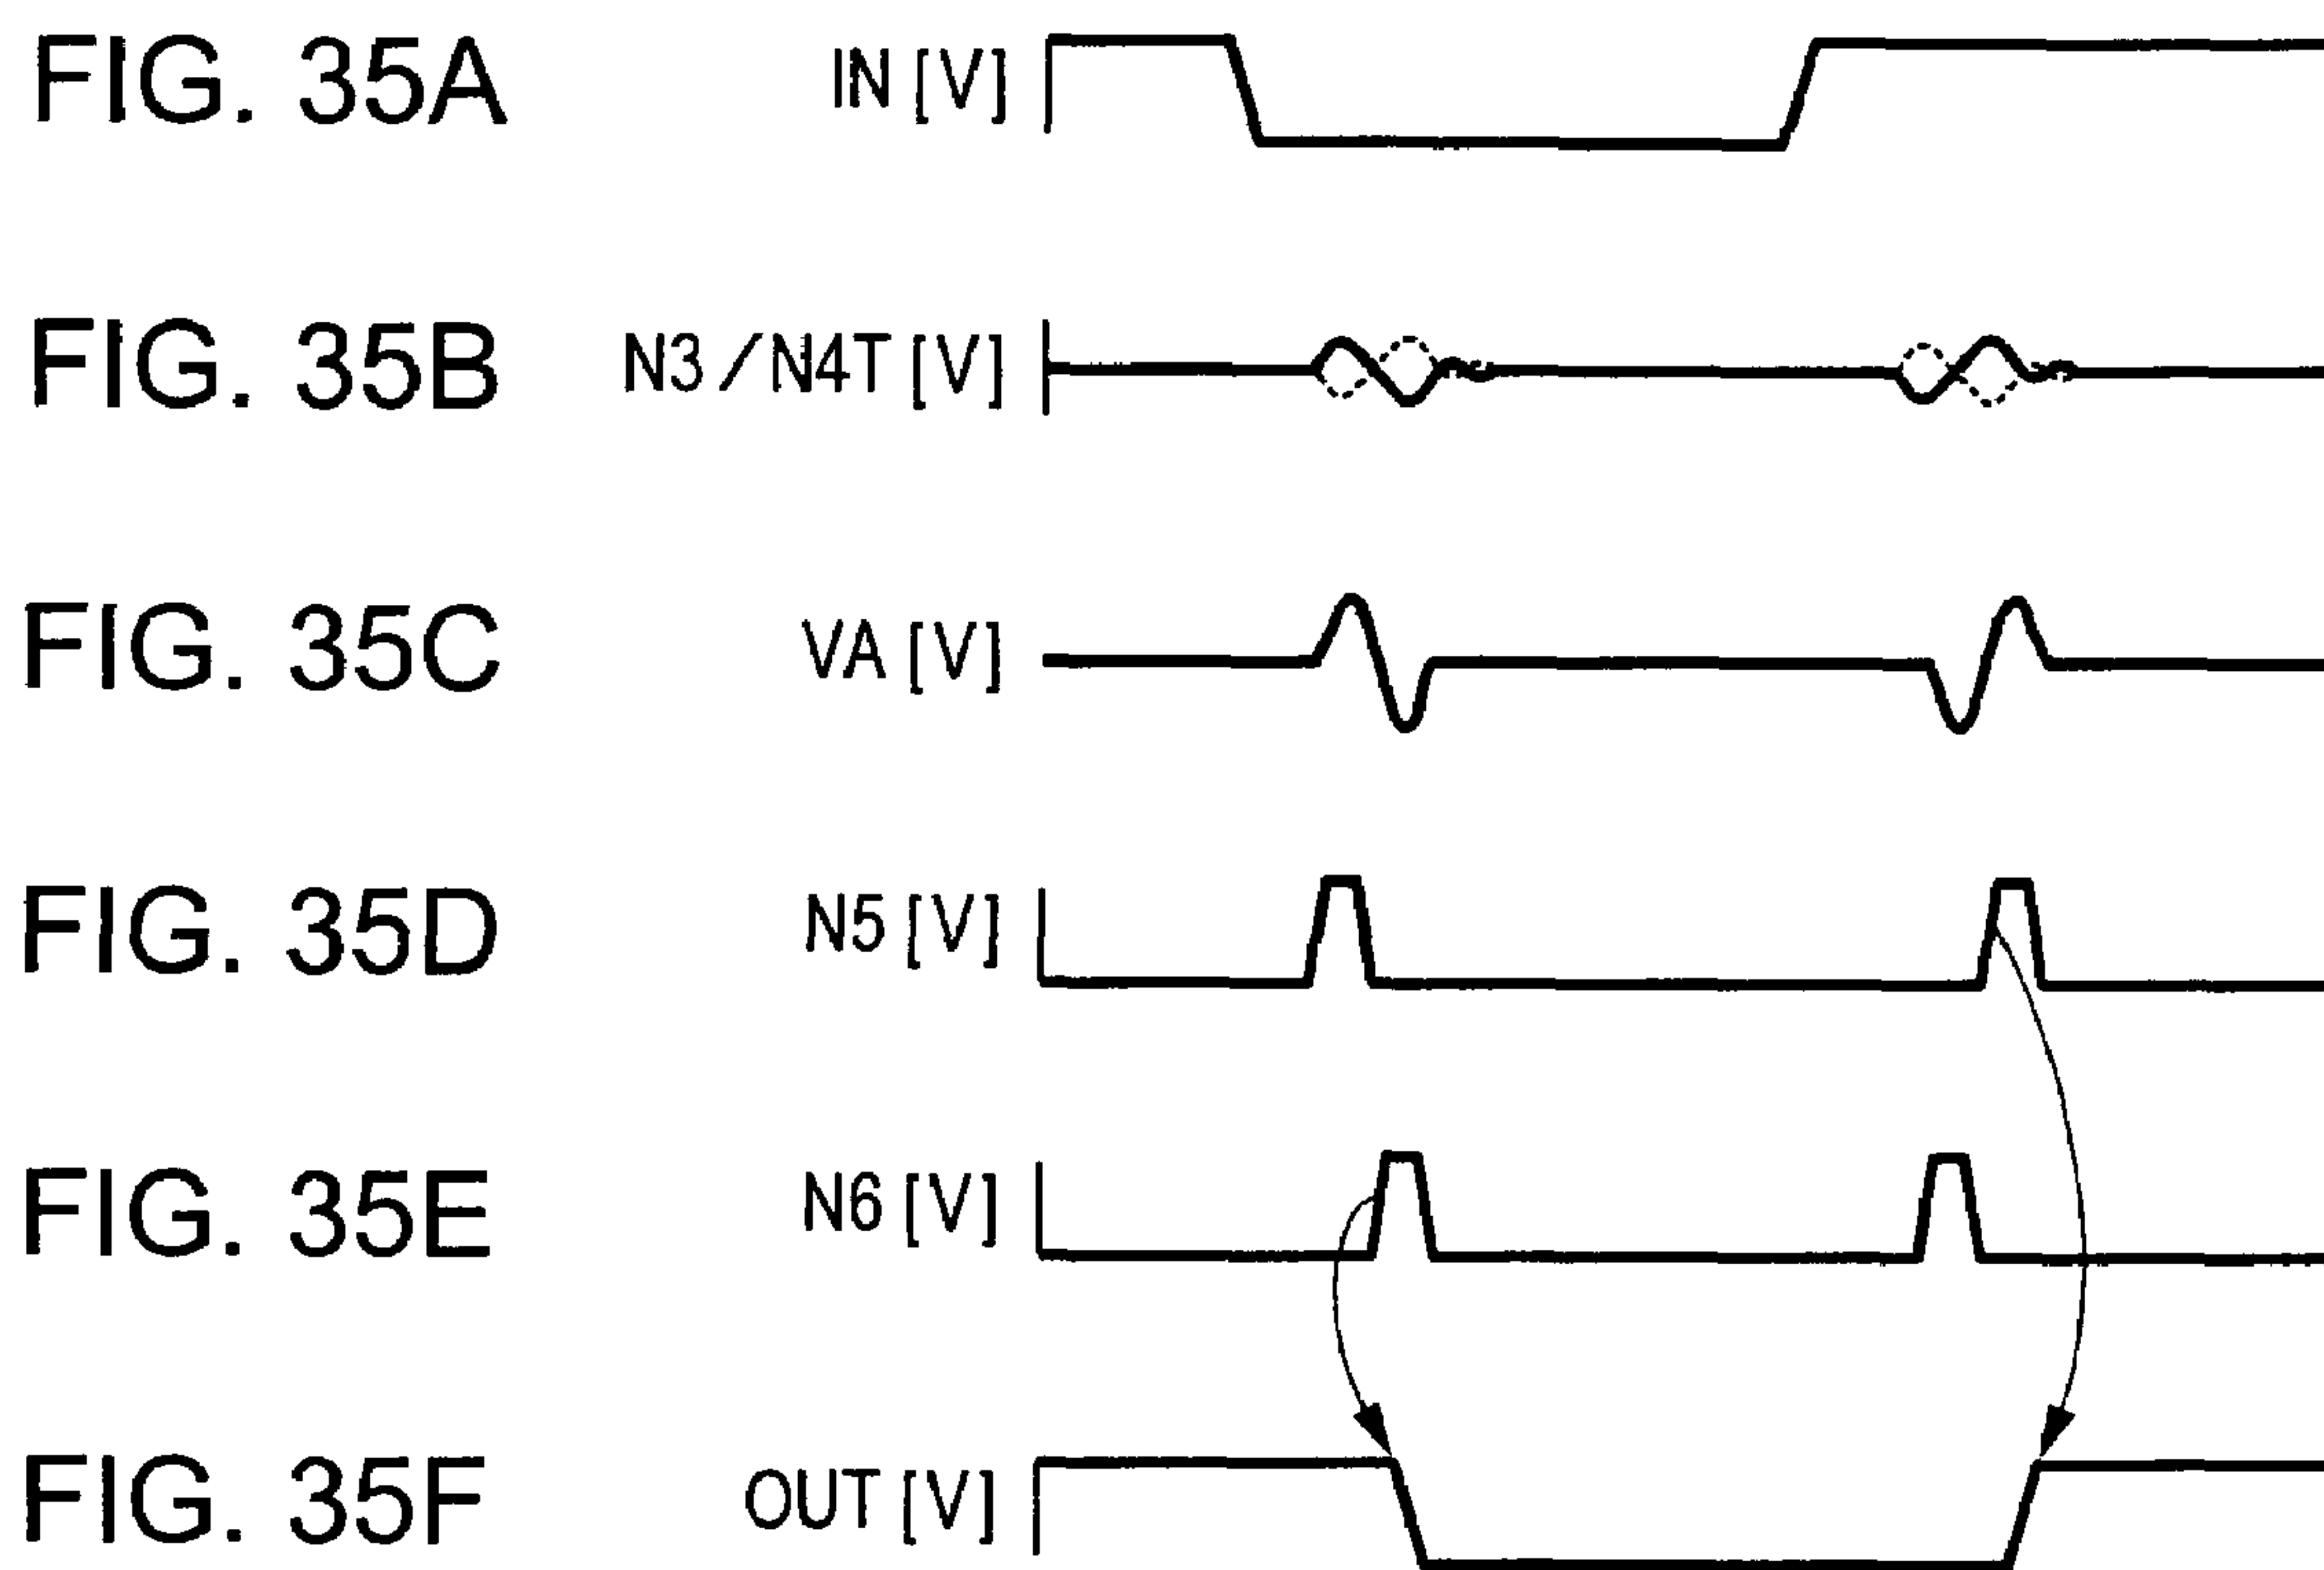 FIG. 35A IN [V]
FIG. 35B N3/N4T [V]
FIG. 35C VA [V]
FIG. 35D N5 [V]
FIG. 35E N6 [V]
FIG. 35F OUT [V]